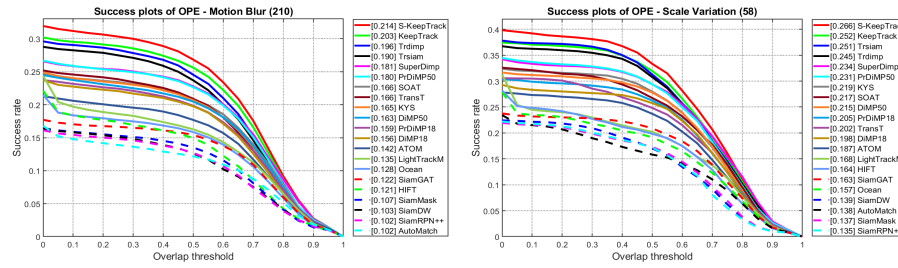 Success plots of OPE - Motion Blur (210)
Success rate
0.3
0.25
0.2
0.15
0.1
0.05
0
0 0.1 0.2 0.3 0.4 0.5 0.6 0.7 0.8 0.9 1
Overlap threshold
[0.214] S-KeepTrack
[0.203] KeepTrack
[0.196] Trdimp
[0.190] Trsiam
[0.181] SuperDimp
[0.180] PrDiMP50
[0.166] SOAT
[0.166] TransT
[0.165] KYS
[0.163] DiMP50
[0.159] PrDiMP18
[0.156] DiMP18
[0.142] ATOM
[0.135] LightTrackM
[0.128] Ocean
[0.122] SiamGAT
[0.121] HIFT
[0.107] SiamMask
[0.103] SiamDW
[0.102] SiamRPN++
[0.102] AutoMatch
Success plots of OPE - Scale Variation (58)
Success rate
0.4
0.35
0.3
0.25
0.2
0.15
0.1
0.05
0
0 0.1 0.2 0.3 0.4 0.5 0.6 0.7 0.8 0.9 1
Overlap threshold
[0.266] S-KeepTrack
[0.252] KeepTrack
[0.251] Trsiam
[0.245] Trdimp
[0.234] SuperDimp
[0.231] PrDiMP50
[0.219] KYS
[0.217] SOAT
[0.215] DiMP50
[0.205] PrDiMP18
[0.202] TransT
[0.198] DiMP18
[0.187] ATOM
[0.168] LightTrackM
[0.164] HIFT
[0.163] SiamGAT
[0.157] Ocean
[0.139] SiamDW
[0.138] AutoMatch
[0.137] SiamMask
[0.135] SiamRPN+